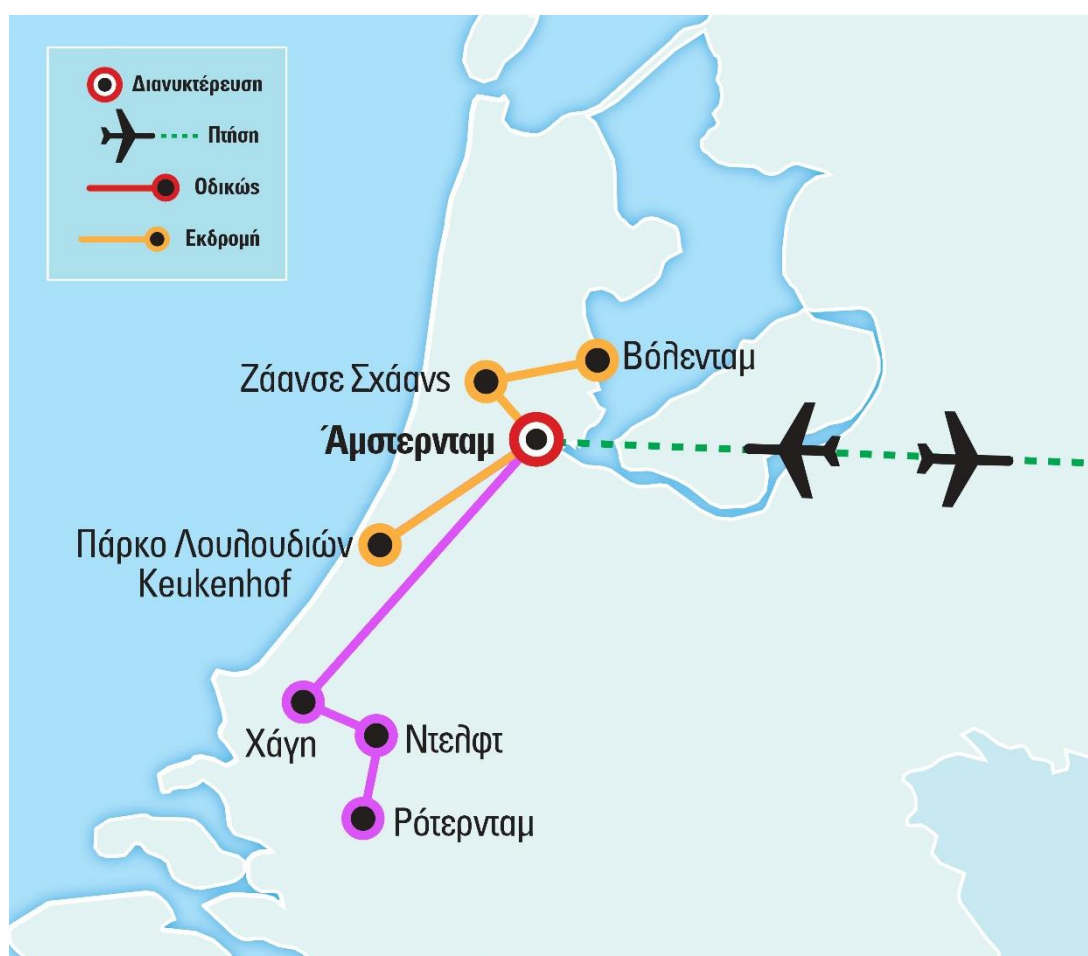 Διανυκτέρευση
Πτήση
Οδικώς
Εκδρομή
Βόλενταμ
Ζάανσε Σχάανς
Άμστερνταμ
Πάρκο Λουλουδιών
Keukenhof
Χάγη
Ντελφτ
Ρότερνταμ